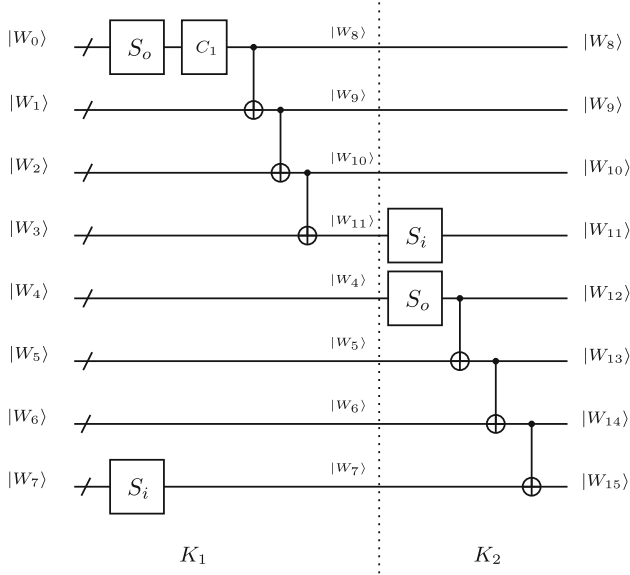 |W₀⟩ Sₒ C₁ |W₈⟩ |W₈⟩
|W₁⟩ |W₉⟩ |W₉⟩
|W₂⟩ |W₁₀⟩ |W₁₀⟩
|W₃⟩ |W₁₁⟩ Sᵢ |W₁₁⟩
|W₄⟩ |W₄⟩ Sₒ |W₁₂⟩
|W₅⟩ |W₅⟩ |W₁₃⟩
|W₆⟩ |W₆⟩ |W₁₄⟩
|W₇⟩ Sᵢ |W₇⟩ |W₁₅⟩
K₁ K₂